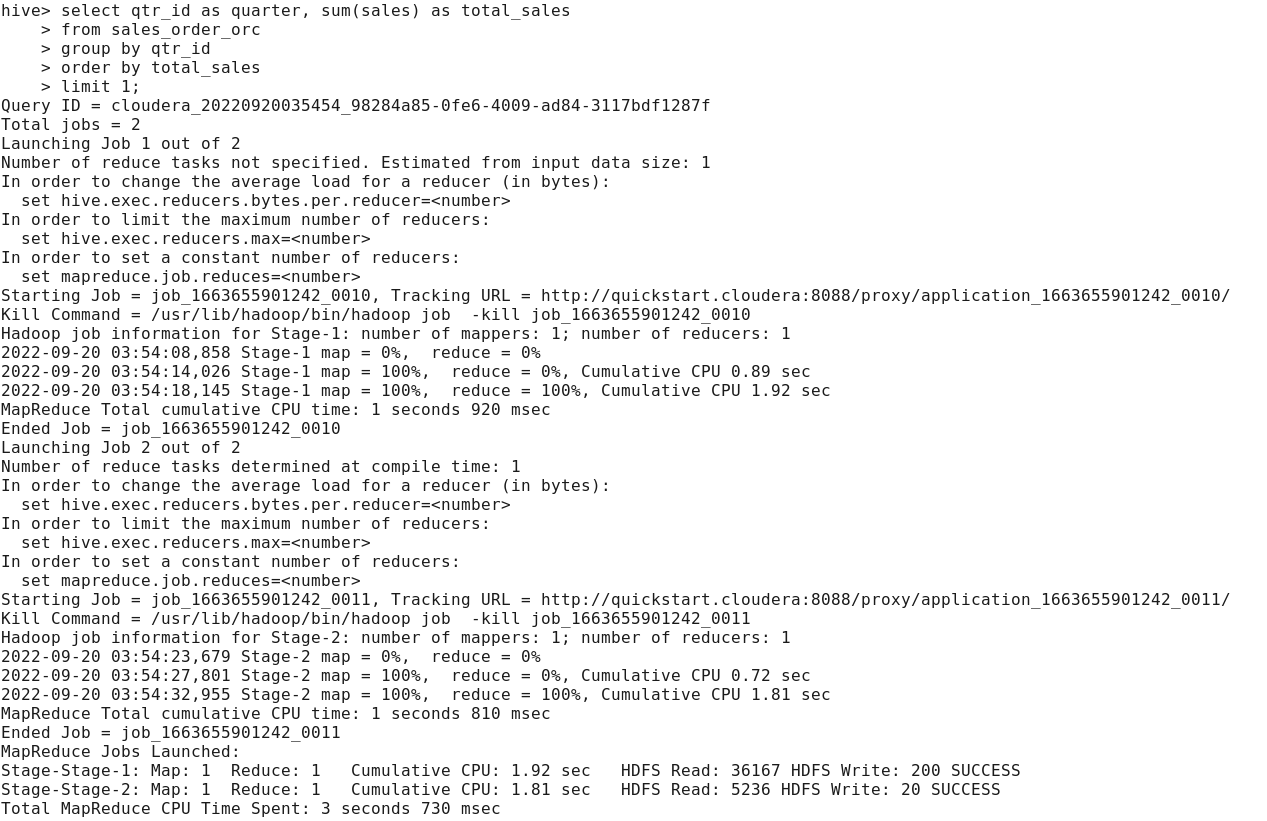 hive> select qtr_id as quarter, sum(sales) as total_sales
    > from sales_order_orc
    > group by qtr_id
    > order by total_sales
    > limit 1;
Query ID = cloudera_20220920035454_98284a85-0fe6-4009-ad84-3117bdf1287f
Total jobs = 2
Launching Job 1 out of 2
Number of reduce tasks not specified. Estimated from input data size: 1
In order to change the average load for a reducer (in bytes):
  set hive.exec.reducers.bytes.per.reducer=<number>
In order to limit the maximum number of reducers:
  set hive.exec.reducers.max=<number>
In order to set a constant number of reducers:
  set mapreduce.job.reduces=<number>
Starting Job = job_1663655901242_0010, Tracking URL = http://quickstart.cloudera:8088/proxy/application_1663655901242_0010/
Kill Command = /usr/lib/hadoop/bin/hadoop job  -kill job_1663655901242_0010
Hadoop job information for Stage-1: number of mappers: 1; number of reducers: 1
2022-09-20 03:54:08,858 Stage-1 map = 0%,  reduce = 0%
2022-09-20 03:54:14,026 Stage-1 map = 100%,  reduce = 0%, Cumulative CPU 0.89 sec
2022-09-20 03:54:18,145 Stage-1 map = 100%,  reduce = 100%, Cumulative CPU 1.92 sec
MapReduce Total cumulative CPU time: 1 seconds 920 msec
Ended Job = job_1663655901242_0010
Launching Job 2 out of 2
Number of reduce tasks determined at compile time: 1
In order to change the average load for a reducer (in bytes):
  set hive.exec.reducers.bytes.per.reducer=<number>
In order to limit the maximum number of reducers:
  set hive.exec.reducers.max=<number>
In order to set a constant number of reducers:
  set mapreduce.job.reduces=<number>
Starting Job = job_1663655901242_0011, Tracking URL = http://quickstart.cloudera:8088/proxy/application_1663655901242_0011/
Kill Command = /usr/lib/hadoop/bin/hadoop job  -kill job_1663655901242_0011
Hadoop job information for Stage-2: number of mappers: 1; number of reducers: 1
2022-09-20 03:54:23,679 Stage-2 map = 0%,  reduce = 0%
2022-09-20 03:54:27,801 Stage-2 map = 100%,  reduce = 0%, Cumulative CPU 0.72 sec
2022-09-20 03:54:32,955 Stage-2 map = 100%,  reduce = 100%, Cumulative CPU 1.81 sec
MapReduce Total cumulative CPU time: 1 seconds 810 msec
Ended Job = job_1663655901242_0011
MapReduce Jobs Launched:
Stage-Stage-1: Map: 1  Reduce: 1   Cumulative CPU: 1.92 sec   HDFS Read: 36167 HDFS Write: 200 SUCCESS
Stage-Stage-2: Map: 1  Reduce: 1   Cumulative CPU: 1.81 sec   HDFS Read: 5236 HDFS Write: 20 SUCCESS
Total MapReduce CPU Time Spent: 3 seconds 730 msec